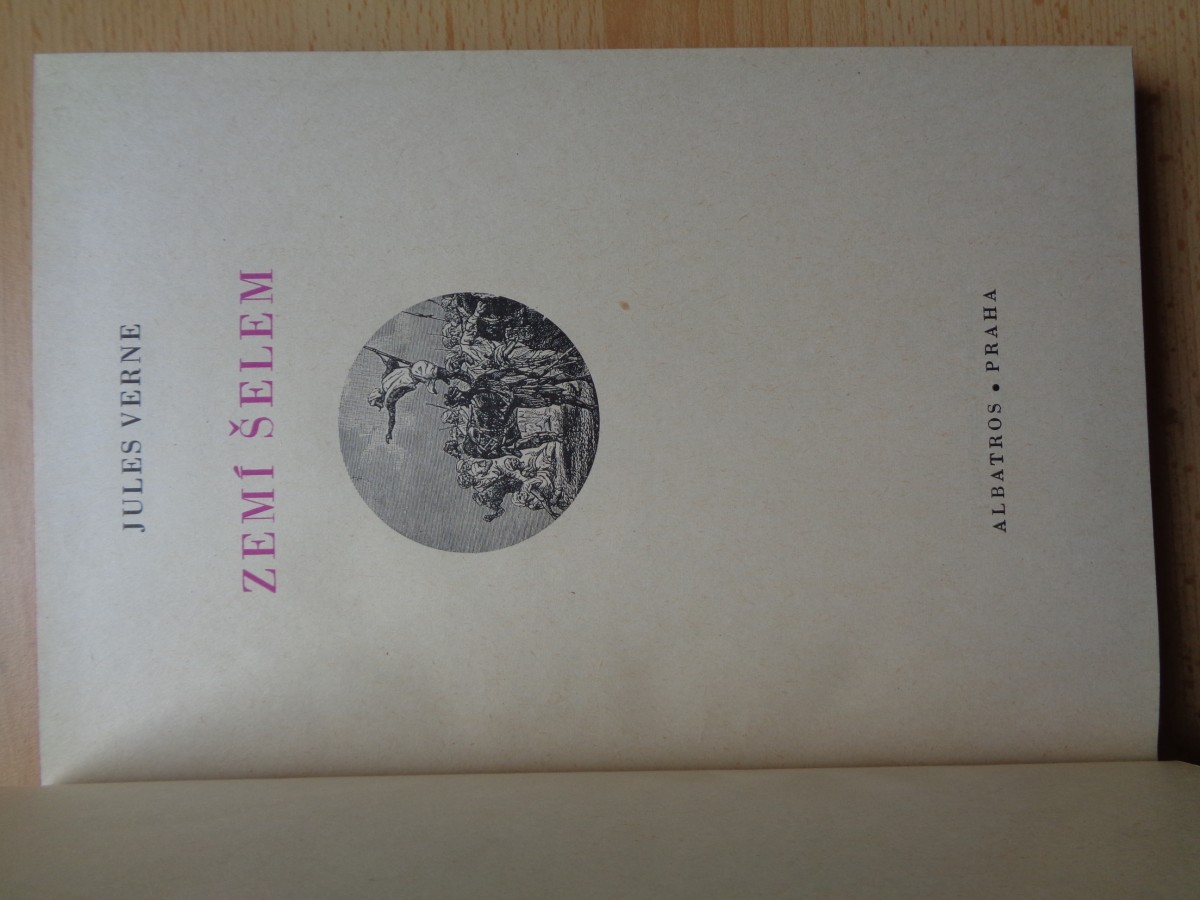 JULES VERNE
ZEMÍ ŠELEM
ALBATROS • PRAHA